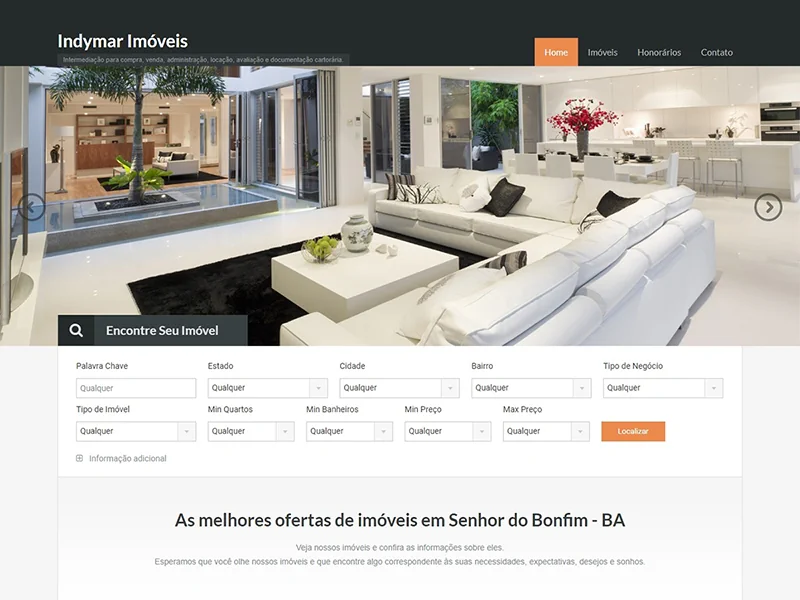 Indymar Imóveis
Intermediação para compra, venda, administração, locação, avaliação e documentação cartorária
Home Imóveis Honorários Contato
Encontre Seu Imóvel
Palavra Chave Estado Cidade Bairro Tipo de Negócio
Qualquer Qualquer Qualquer Qualquer Qualquer
Tipo de Imóvel Min Quartos Min Banheiros Min Preço Max Preço
Qualquer Qualquer Qualquer Qualquer Qualquer Localizar
Informação adicional
As melhores ofertas de imóveis em Senhor do Bonfim - BA
Veja nossos imóveis e confira as informações sobre eles.
Esperamos que você olhe nossos imóveis e que encontre algo correspondente às suas necessidades, expectativas, desejos e sonhos.